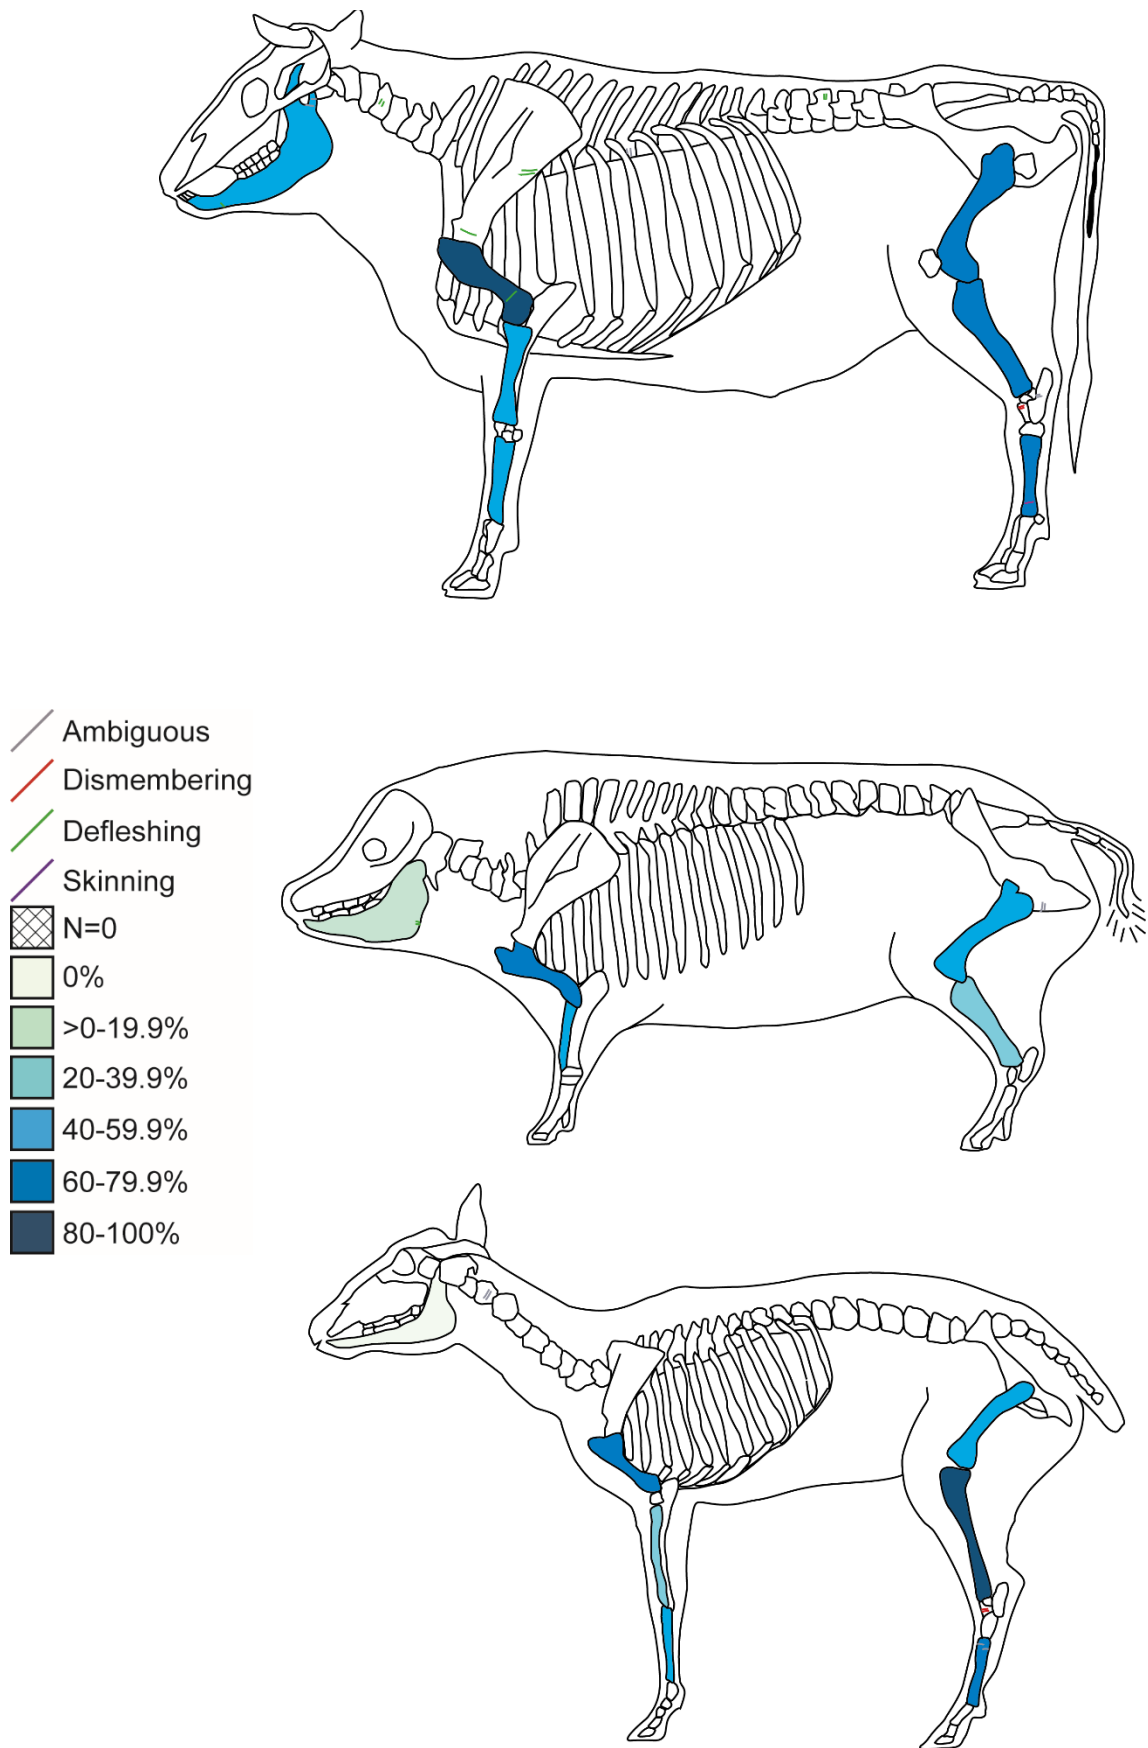 Ambiguous
Dismembering
Defleshing
Skinning
N=0
0%
>0-19.9%
20-39.9%
40-59.9%
60-79.9%
80-100%